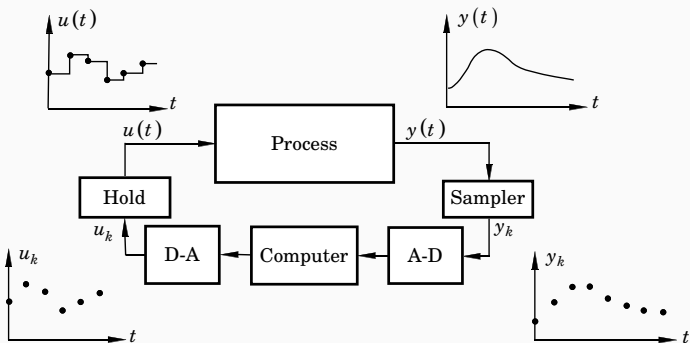 u(t)
t
y(t)
t
u(t)
Process
y(t)
Hold
Sampler
u_k
D-A
Computer
A-D
y_k
u_k
t
y_k
t